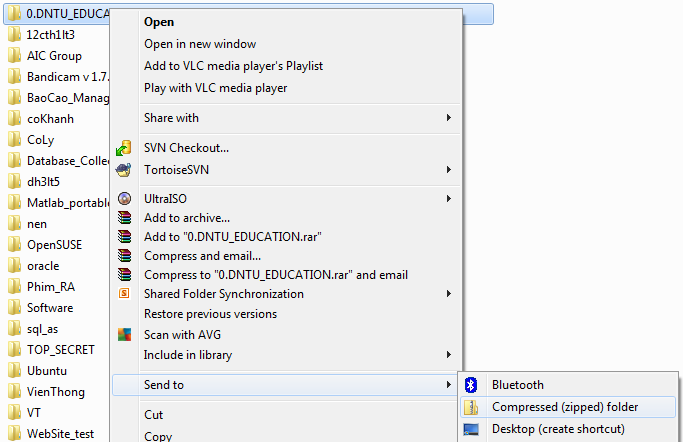 0.DNTU_EDUCA
12cth1lt3
AIC Group
Bandicam v 1.7.
BaoCao_Manag
coKhanh
CoLy
Database_Collec
dh3lt5
Matlab_portable
nen
OpenSUSE
oracle
Phim_RA
Software
sql_as
TOP_SECRET
Ubuntu
VienThong
VT
WebSite_test
Open
Open in new window
Add to VLC media player's Playlist
Play with VLC media player
Share with
SVN Checkout...
TortoiseSVN
UltraISO
Add to archive...
Add to "0.DNTU_EDUCATION.rar"
Compress and email...
Compress to "0.DNTU_EDUCATION.rar" and email
Shared Folder Synchronization
Restore previous versions
Scan with AVG
Include in library
Send to
Cut
Copy
Bluetooth
Compressed (zipped) folder
Desktop (create shortcut)